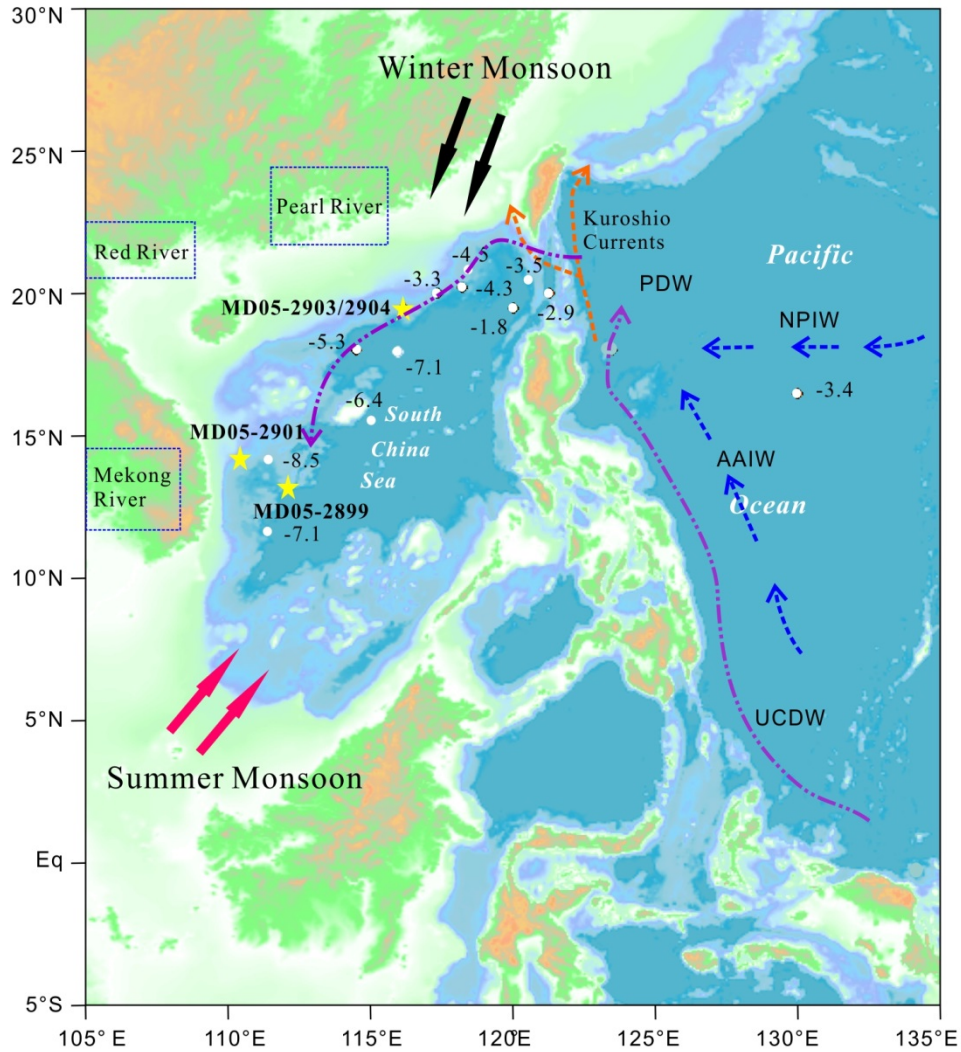 30°N
Winter Monsoon
25°N
Pearl River
Red River
Kuroshio
Currents
Pacific
-4.5
-3.5
-3.3
-4.3
20°N
PDW
MD05-2903/2904
-1.8
-2.9
NPIW
-5.3
-7.1
-3.4
-6.4
South
China
Sea
15°N
MD05-2901
-8.5
AAIW
Mekong
River
MD05-2899
Ocean
-7.1
10°N
5°N
UCDW
Summer Monsoon
Eq
5°S
105°E
110°E
115°E
120°E
125°E
130°E
135°E